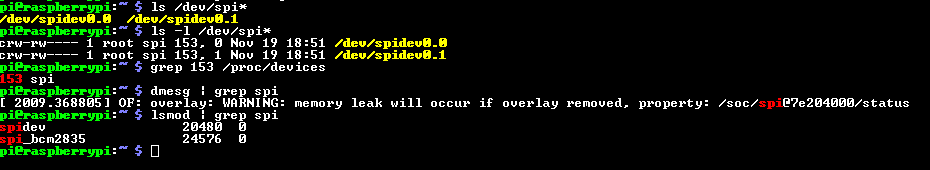 pi@raspberrypi:~ $ ls /dev/spi*
/dev/spidev0.0  /dev/spidev0.1
pi@raspberrypi:~ $ ls -l /dev/spi*
crw-rw---- 1 root spi 153, 0 Nov 19 18:51 /dev/spidev0.0
crw-rw---- 1 root spi 153, 1 Nov 19 18:51 /dev/spidev0.1
pi@raspberrypi:~ $ grep 153 /proc/devices
153 spi
pi@raspberrypi:~ $ dmesg | grep spi
[ 2009.368805] OF: overlay: WARNING: memory leak will occur if overlay removed, property: /soc/spi@7e204000/status
pi@raspberrypi:~ $ lsmod | grep spi
spidev                 20480  0
spi_bcm2835            24576  0
pi@raspberrypi:~ $